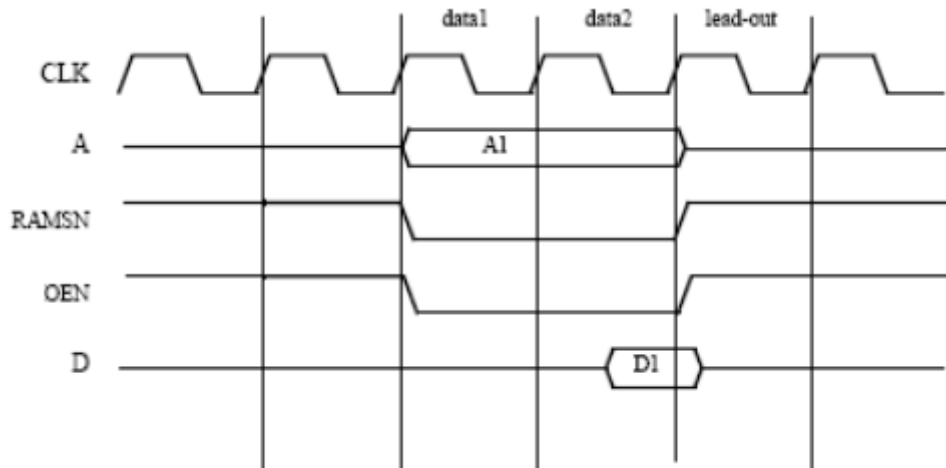 data1 data2 lead-out
CLK
A A1
RAMSN
OEN
D D1